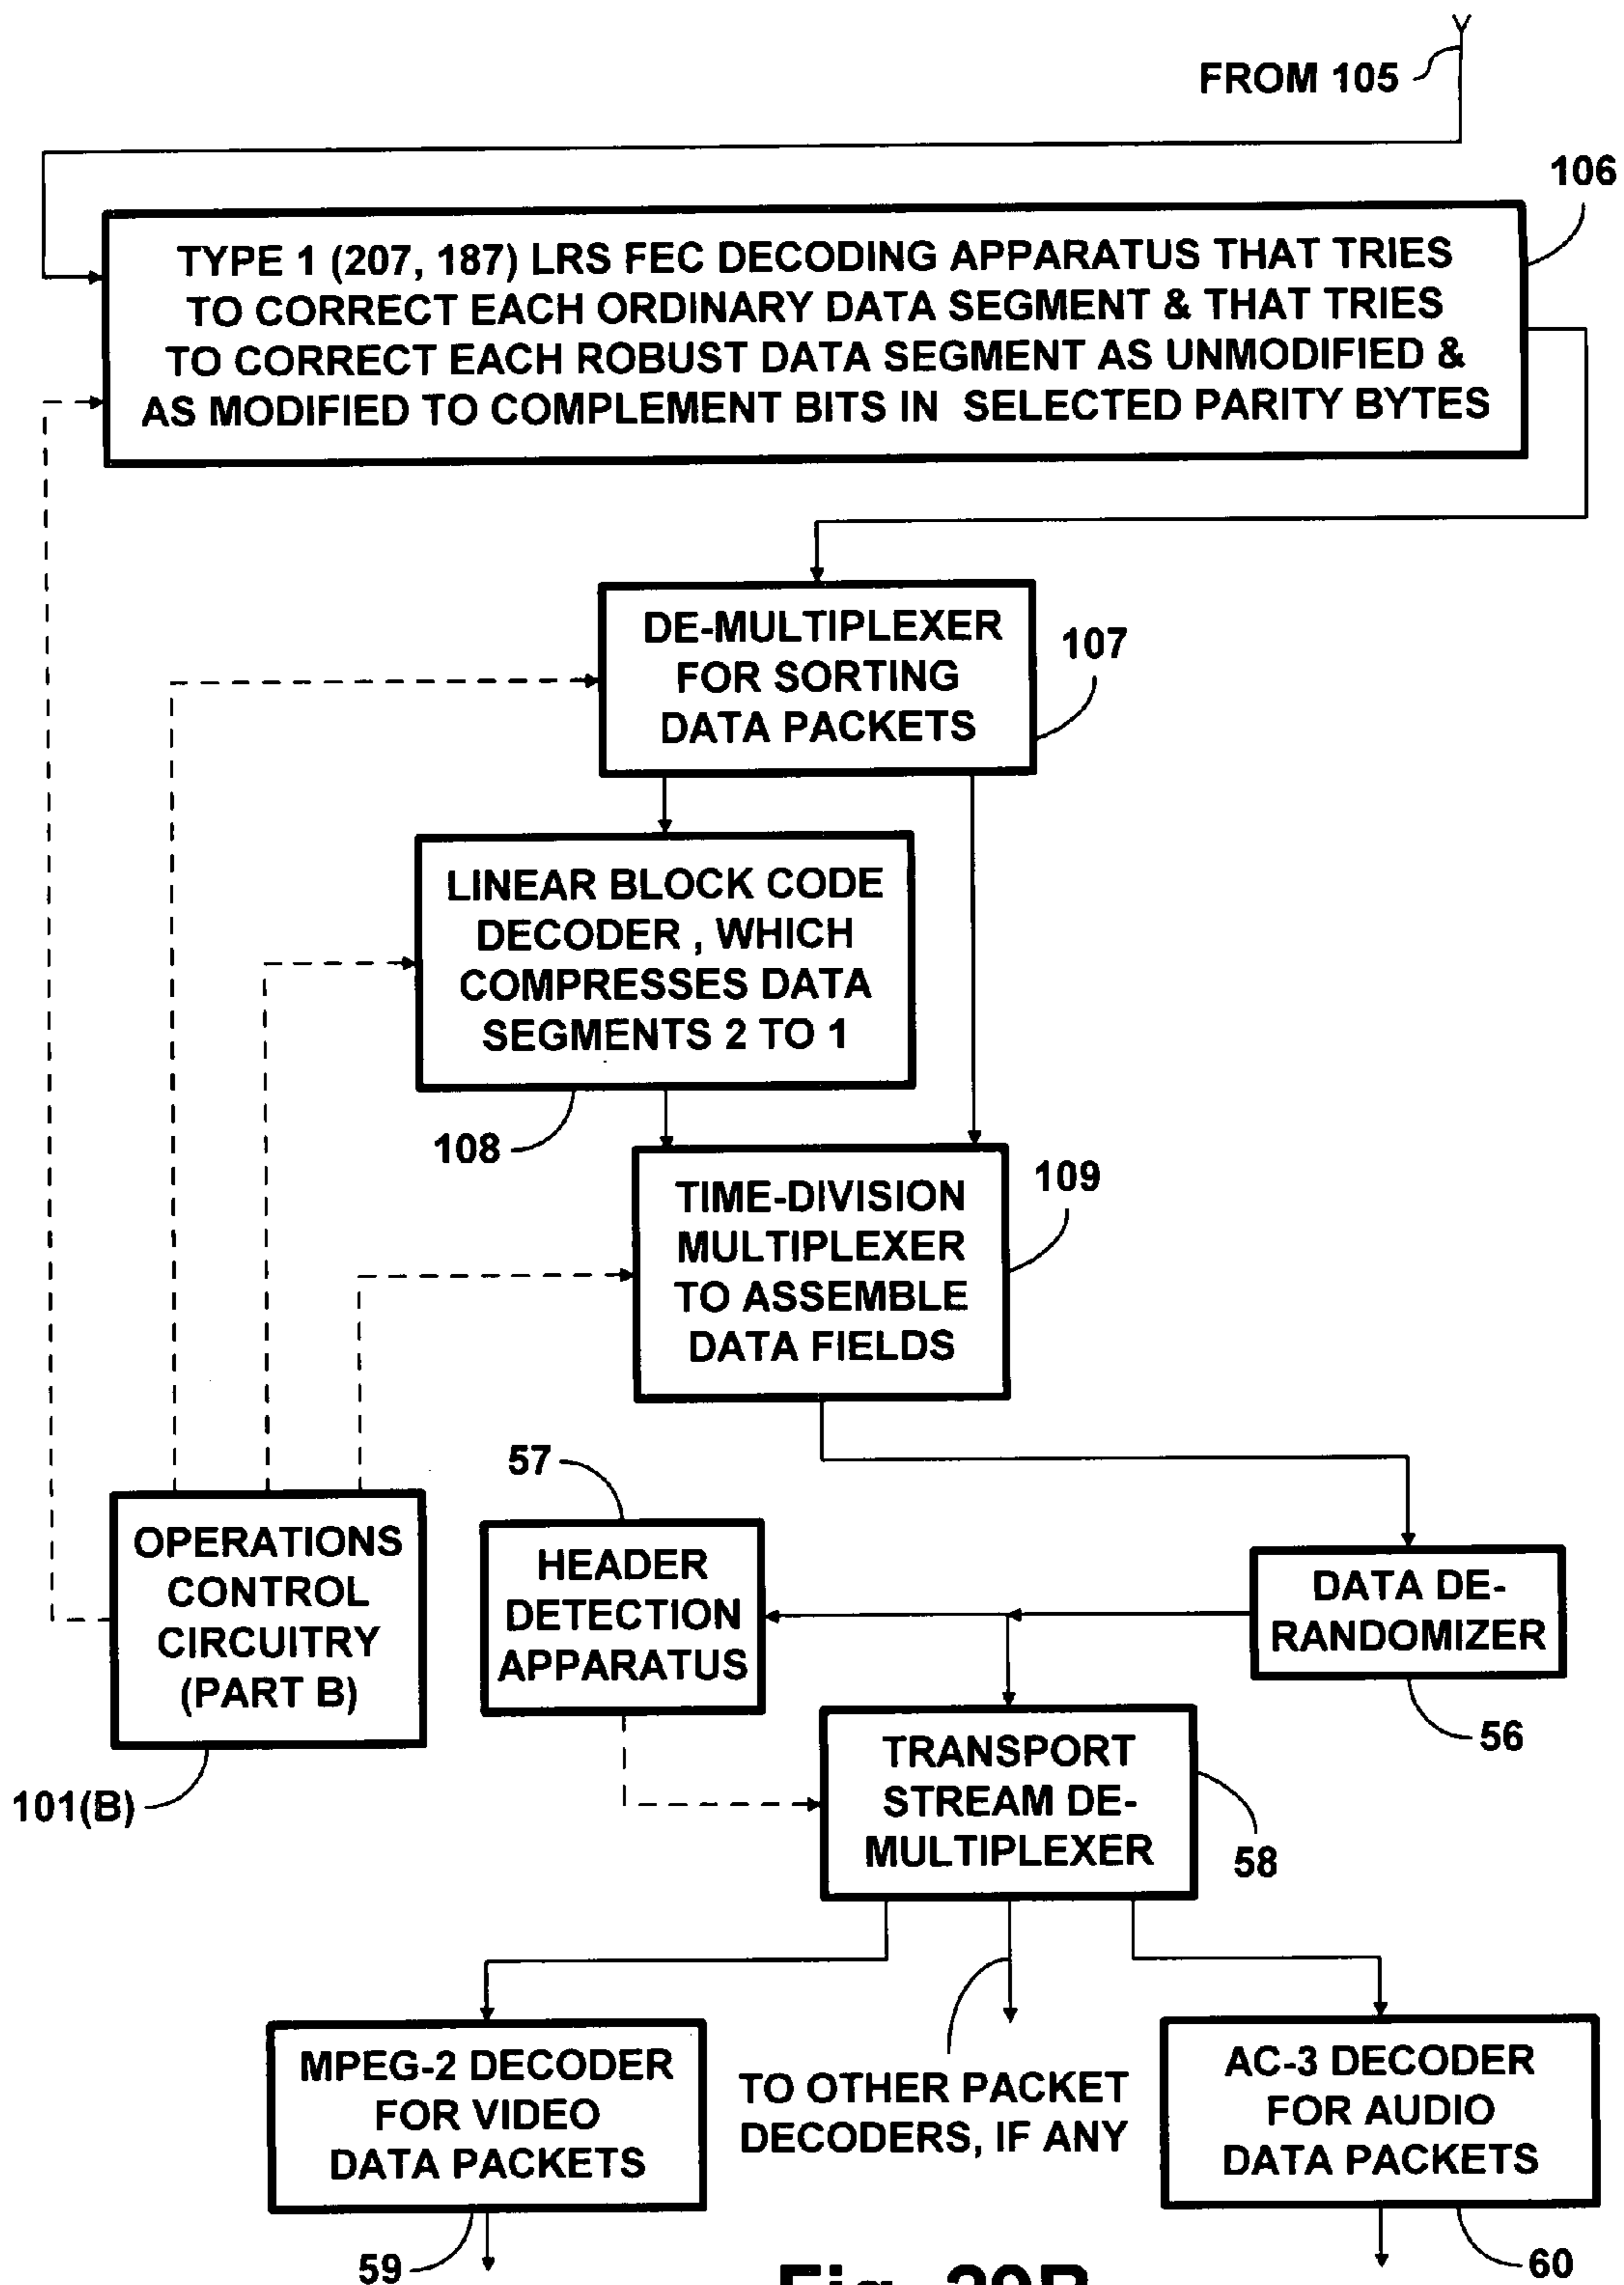 FROM 105
106
TYPE 1 (207, 187) LRS FEC DECODING APPARATUS THAT TRIES
TO CORRECT EACH ORDINARY DATA SEGMENT & THAT TRIES
TO CORRECT EACH ROBUST DATA SEGMENT AS UNMODIFIED &
AS MODIFIED TO COMPLEMENT BITS IN SELECTED PARITY BYTES
DE-MULTIPLEXER
FOR SORTING
DATA PACKETS
107
LINEAR BLOCK CODE
DECODER , WHICH
COMPRESSES DATA
SEGMENTS 2 TO 1
108
TIME-DIVISION
MULTIPLEXER
TO ASSEMBLE
DATA FIELDS
109
OPERATIONS
CONTROL
CIRCUITRY
(PART B)
101(B)
57
HEADER
DETECTION
APPARATUS
DATA DE-
RANDOMIZER
56
TRANSPORT
STREAM DE-
MULTIPLEXER
58
MPEG-2 DECODER
FOR VIDEO
DATA PACKETS
59
TO OTHER PACKET
DECODERS, IF ANY
AC-3 DECODER
FOR AUDIO
DATA PACKETS
60